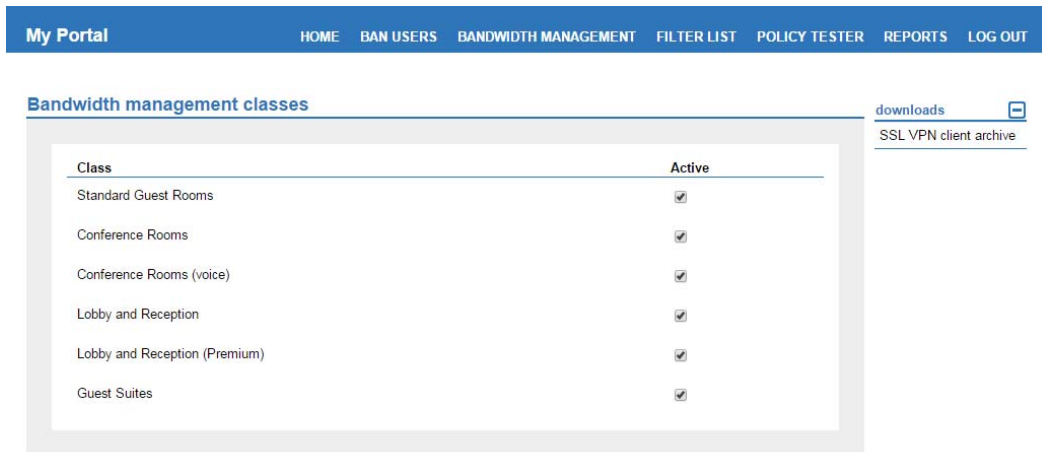 My Portal HOME BAN USERS BANDWIDTH MANAGEMENT FILTER LIST POLICY TESTER REPORTS LOG OUT
Bandwidth management classes
Class Active
Standard Guest Rooms
Conference Rooms
Conference Rooms (voice)
Lobby and Reception
Lobby and Reception (Premium)
Guest Suites
downloads
SSL VPN client archive